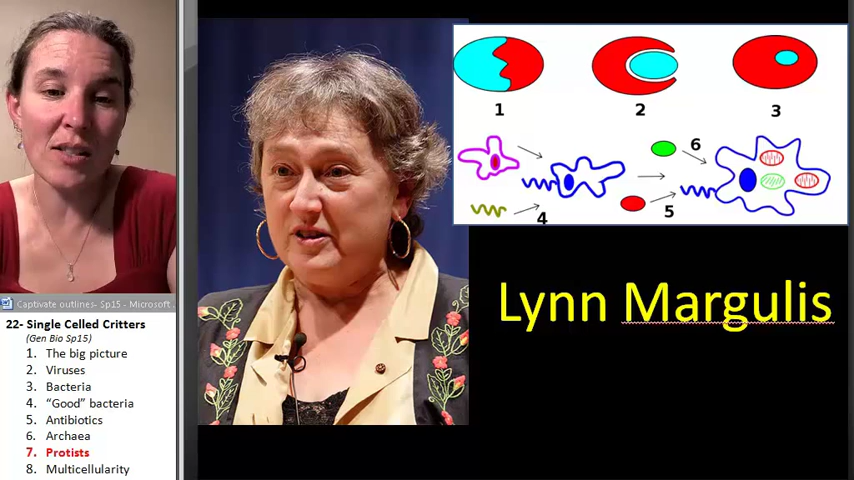 1 2 3
6
4 5
Lynn Margulis
Captivate outlines- Sp15 - Microsoft
22- Single Celled Critters
(Gen Bio Sp15)
1. The big picture
2. Viruses
3. Bacteria
4. “Good” bacteria
5. Antibiotics
6. Archaea
7. Protists
8. Multicellularity